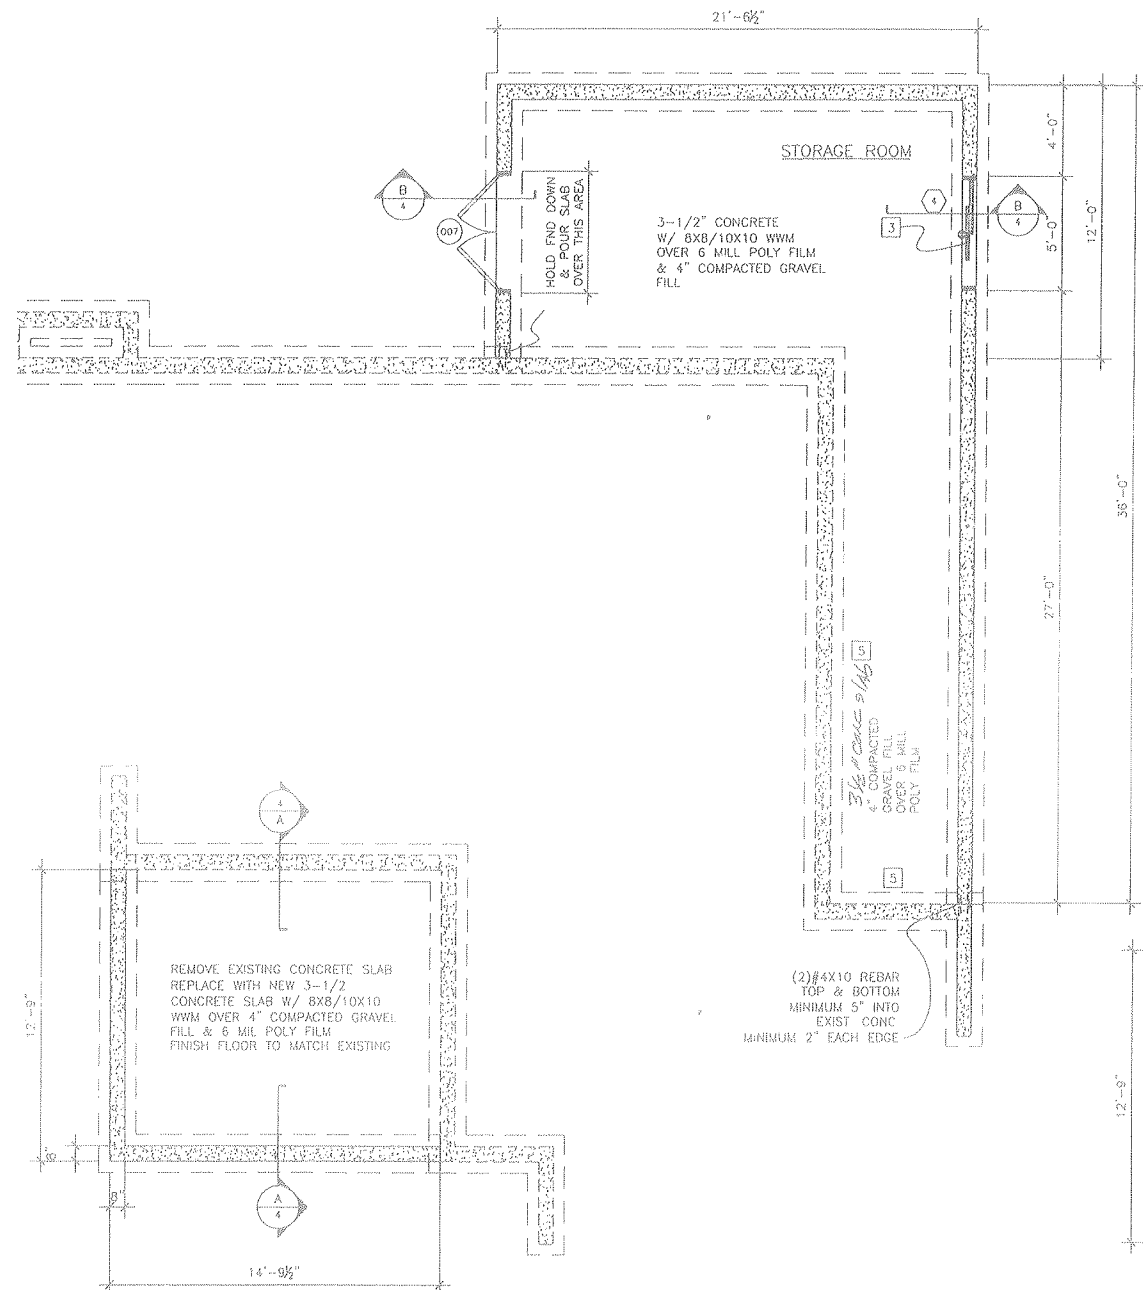 21'-6½"
STORAGE ROOM
4'-0"
5'-0"
12'-0"
36'-0"
27'-0"
B
4
007
HOLD FND DOWN
& POUR SLAB
OVER THIS AREA
3-1/2" CONCRETE
W/ 8X8/10X10 WWM
OVER 6 MILL POLY FILM
& 4" COMPACTED GRAVEL
FILL
4
3
B
4
5
3½" CONC SLAB
4" COMPACTED
GRAVEL FILL
OVER 6 MILL
POLY FILM
5
4
A
12'-9"
REMOVE EXISTING CONCRETE SLAB
REPLACE WITH NEW 3-1/2
CONCRETE SLAB W/ 8X8/10X10
WWM OVER 4" COMPACTED GRAVEL
FILL & 6 MIL POLY FILM
FINISH FLOOR TO MATCH EXISTING
(2)#4X10 REBAR
TOP & BOTTOM
MINIMUM 5" INTO
EXIST CONC
MINIMUM 2" EACH EDGE
12'-9"
8"
8"
A
4
14'-9½"